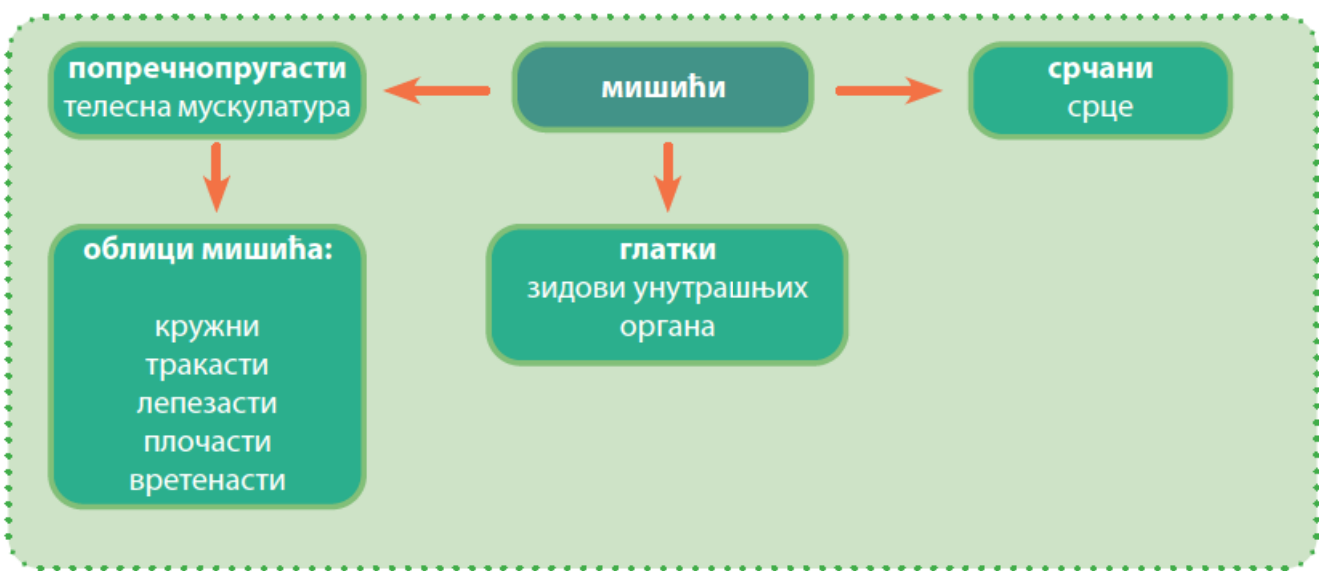 попречнопругасти
телесна мускулатура
мишићи
срчани
срце
облици мишића:
кружни
тракасти
лепезасти
плочасти
вретенасти
глатки
зидови унутрашњих
органа